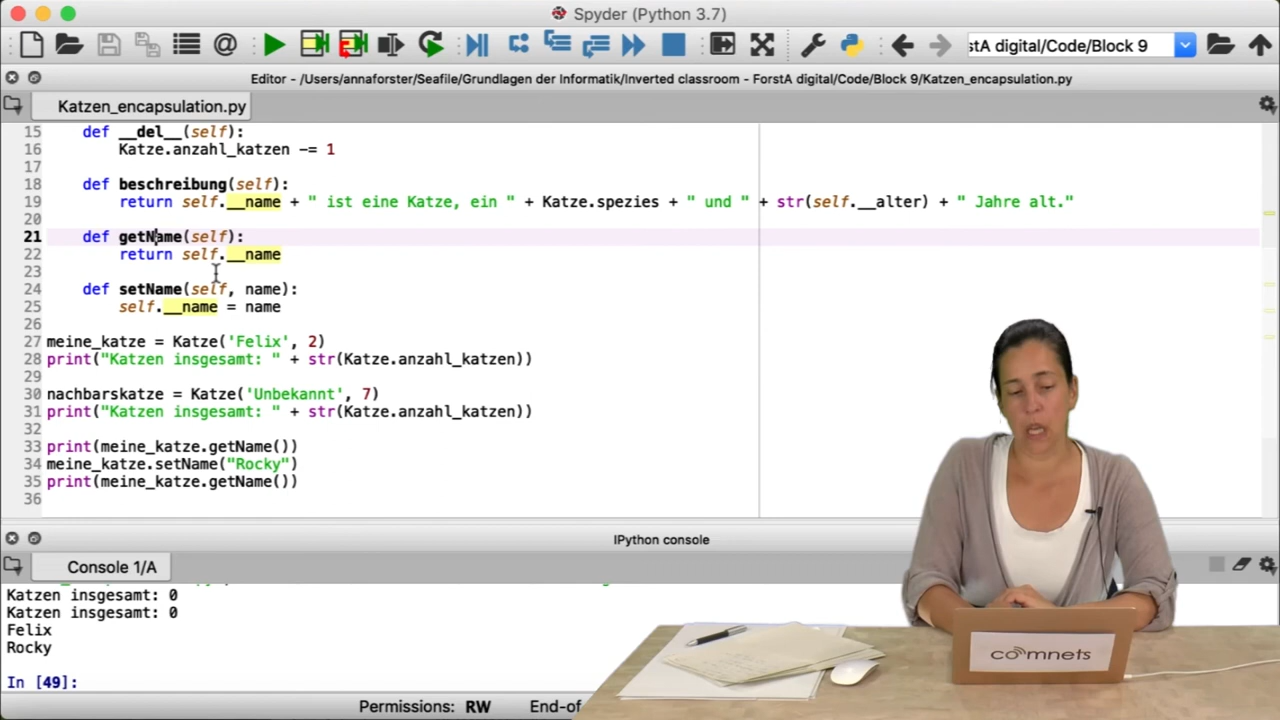 Spyder (Python 3.7)
stA digital/Code/Block 9
Editor - /Users/annaforster/Seafile/Grundlagen der Informatik/Inverted classroom - ForstA digital/Code/Block 9/Katzen_encapsulation.py
Katzen_encapsulation.py
15 def __del__(self):
16 Katze.anzahl_katzen -= 1
17
18 def beschreibung(self):
19 return self.__name + " ist eine Katze, ein " + Katze.spezies + " und " + str(self.__alter) + " Jahre alt."
20
21 def getName(self):
22 return self.__name
23
24 def setName(self, name):
25 self.__name = name
26
27 meine_katze = Katze('Felix', 2)
28 print("Katzen insgesamt: " + str(Katze.anzahl_katzen))
29
30 nachbarskatze = Katze('Unbekannt', 7)
31 print("Katzen insgesamt: " + str(Katze.anzahl_katzen))
32
33 print(meine_katze.getName())
34 meine_katze.setName("Rocky")
35 print(meine_katze.getName())
36
IPython console
Console 1/A
Katzen insgesamt: 0
Katzen insgesamt: 0
Felix
Rocky
In [49]:
Permissions: RW End-of
comnets